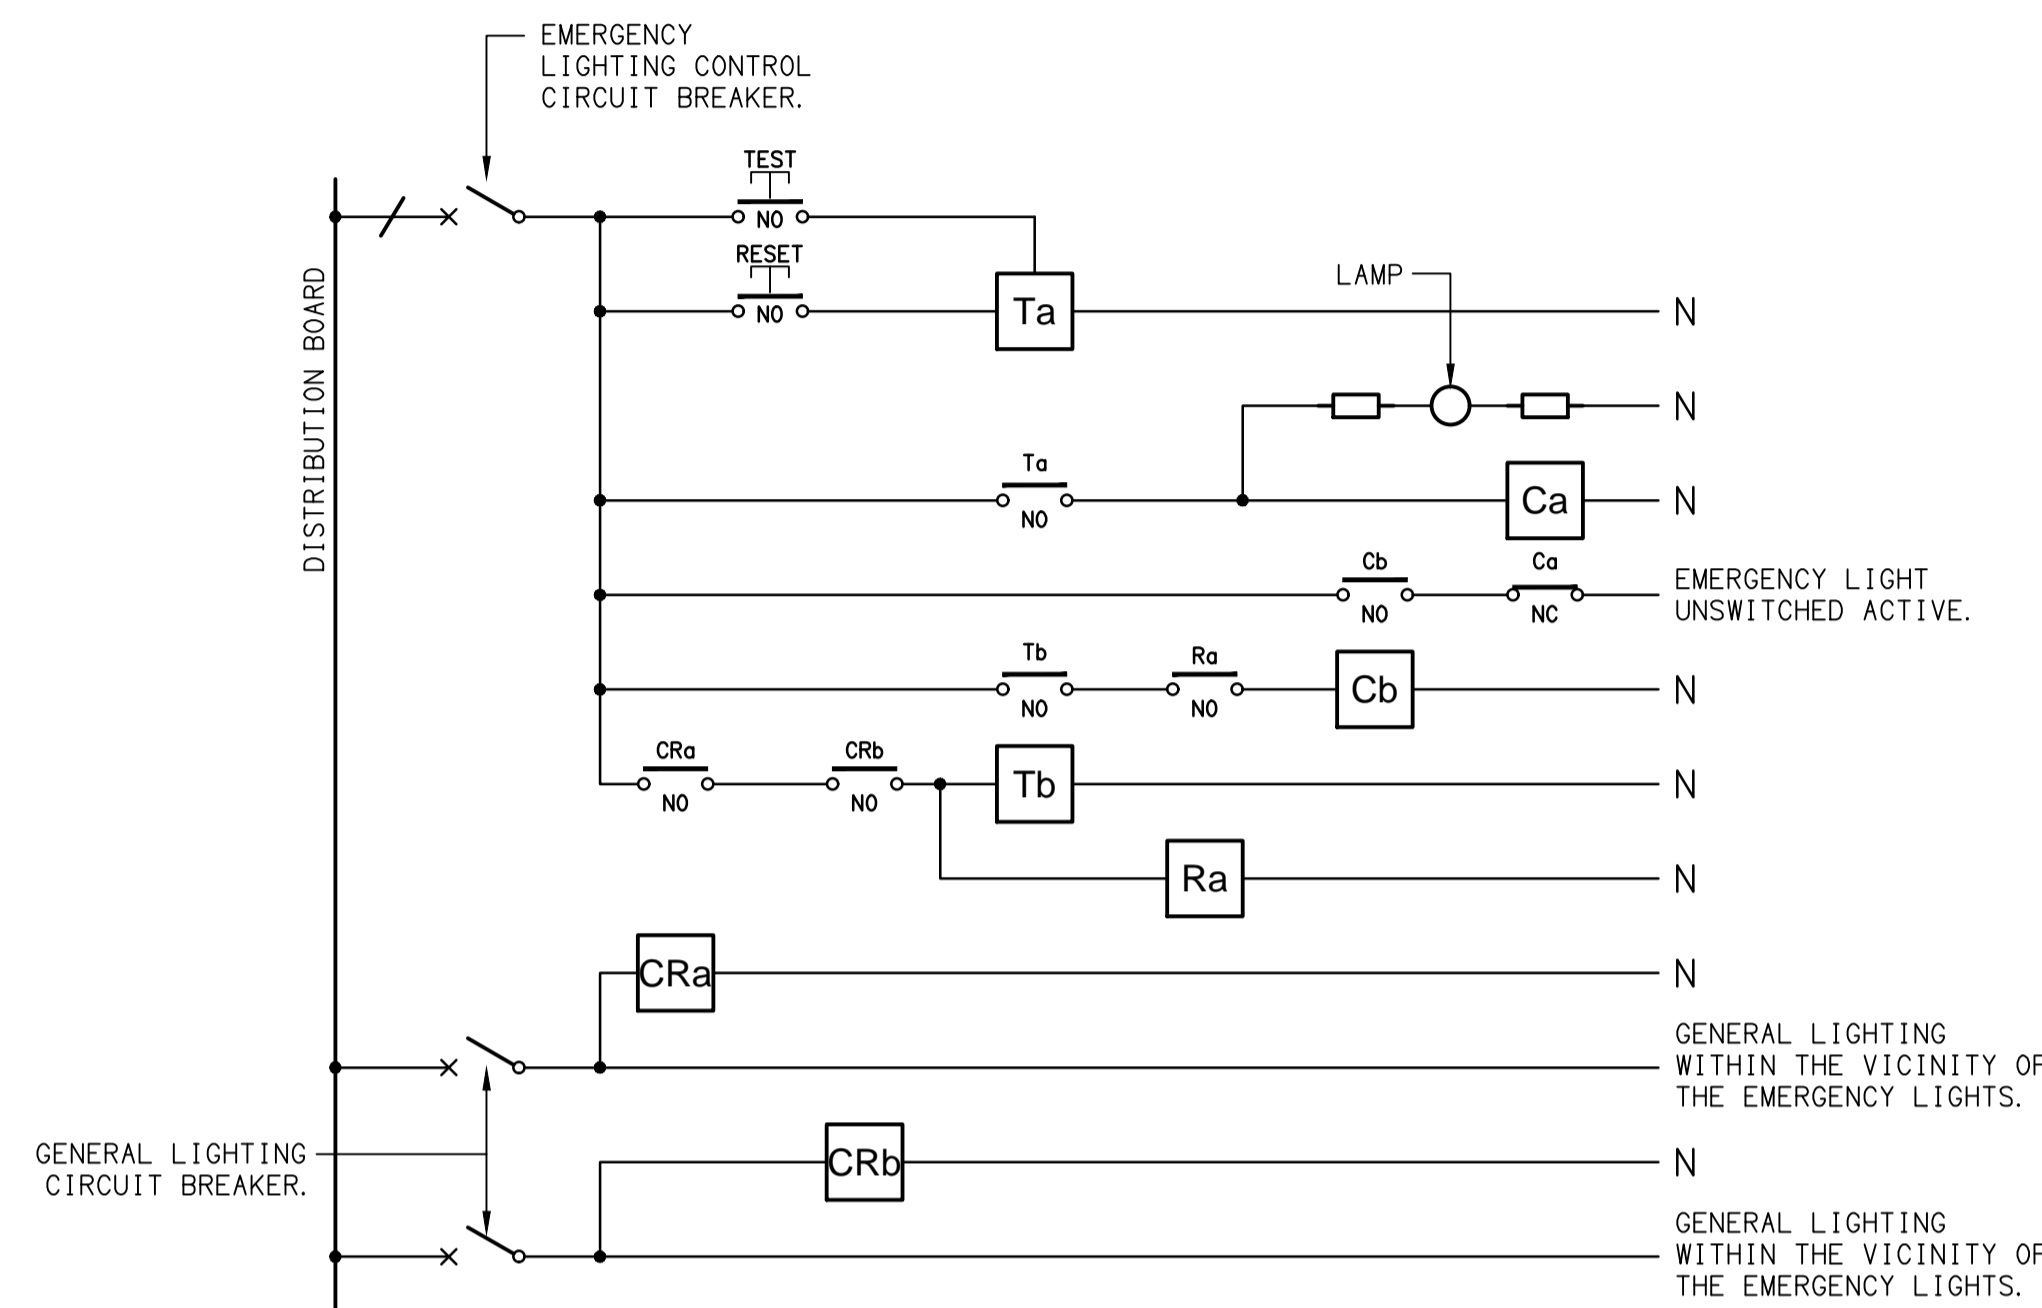 EMERGENCY
LIGHTING CONTROL
CIRCUIT BREAKER.
TEST
NO
RESET
NO
Ta
N
LAMP
DISTRIBUTION BOARD
N
Ta
NO
Ca
N
Cb
NO
Ca
NC
EMERGENCY LIGHT
UNSWITCHED ACTIVE.
Tb
NO
Ra
NO
Cb
N
CRa
NO
CRb
NO
Tb
N
Ra
N
CRa
N
GENERAL LIGHTING
WITHIN THE VICINITY OF
THE EMERGENCY LIGHTS.
GENERAL LIGHTING
CIRCUIT BREAKER.
CRb
N
GENERAL LIGHTING
WITHIN THE VICINITY OF
THE EMERGENCY LIGHTS.